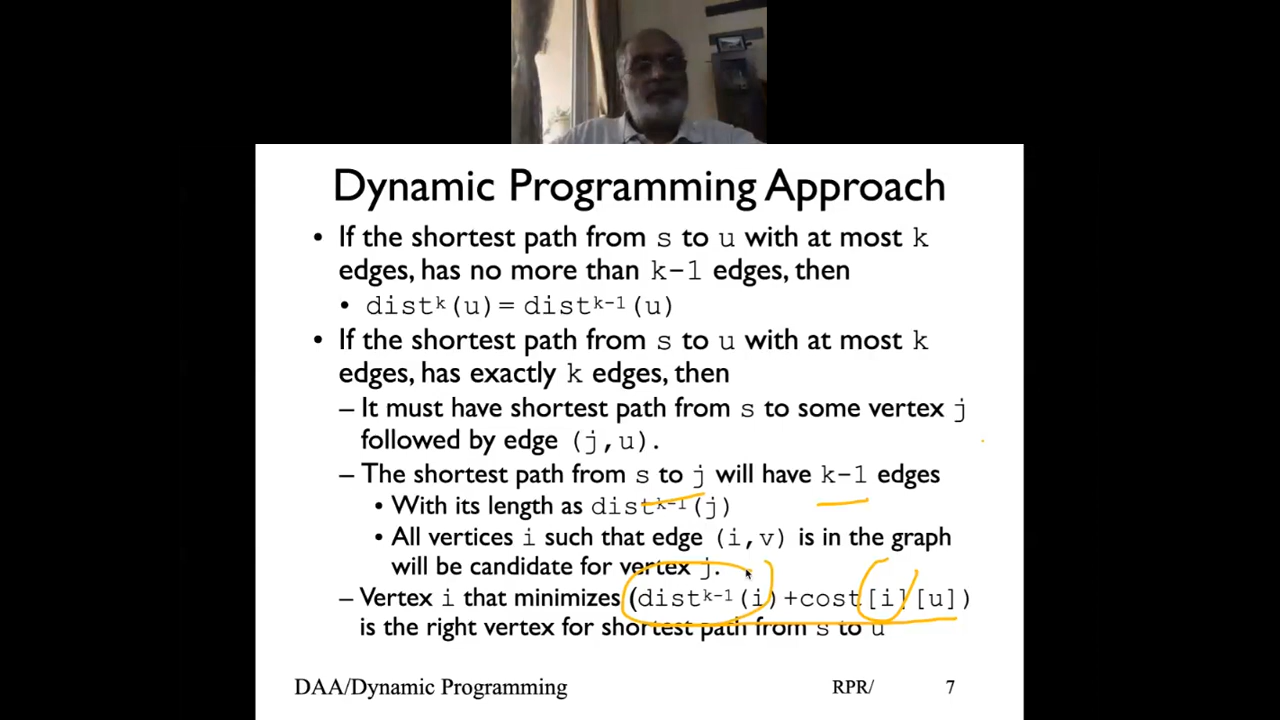 Dynamic Programming Approach
• If the shortest path from s to u with at most k
edges, has no more than k-1 edges, then
• distᵏ(u)= distᵏ⁻¹(u)
• If the shortest path from s to u with at most k
edges, has exactly k edges, then
– It must have shortest path from s to some vertex j
followed by edge (j,u).
– The shortest path from s to j will have k-1 edges
• With its length as distᵏ⁻¹(j)
• All vertices i such that edge (i,v) is in the graph
will be candidate for vertex j.
– Vertex i that minimizes (distᵏ⁻¹(i)+cost[i][u])
is the right vertex for shortest path from s to u
DAA/Dynamic Programming RPR/ 7